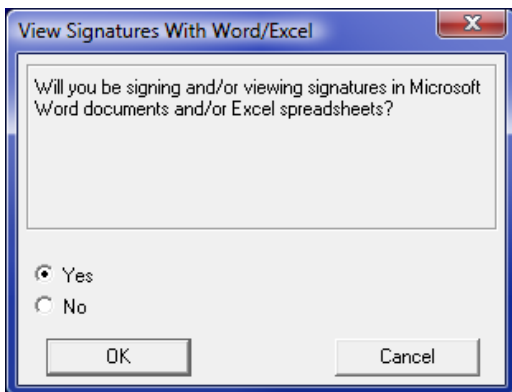 View Signatures With Word/Excel
Will you be signing and/or viewing signatures in Microsoft
Word documents and/or Excel spreadsheets?
Yes
No
OK
Cancel